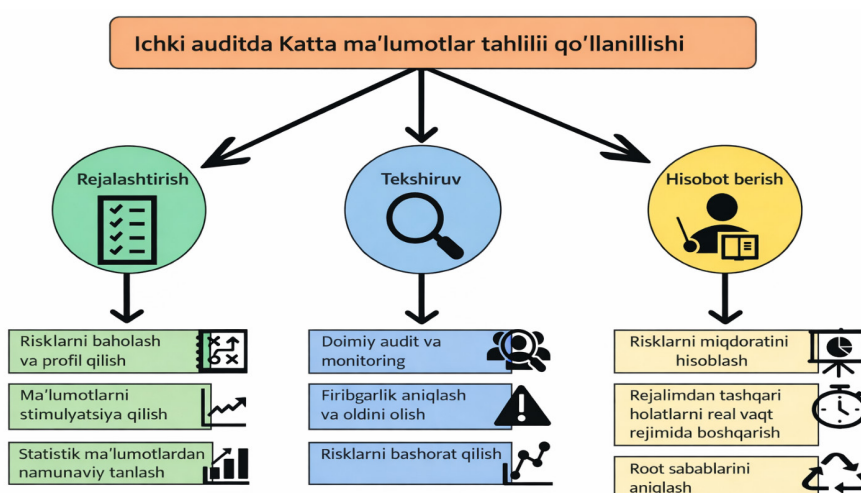 Ichki auditda Katta ma'lumotlar tahlilii qo'llanillishi
Rejalashtirish
Tekshiruv
Hisobot berish
Risklarni baholash
va profil qilish
Ma'lumotlarni
stimulyatsiya qilish
Statistik ma'lumotlardan
namunaviy tanlash
Doimiy audit va
monitoring
Firibgarlik aniqlash
va oldini olish
Risklarni bashorat qilish
Risklarni miqdoratini
hisoblash
Rejalimdan tashqari
holatlarni real vaqt
rejimida boshqarish
Root sabablarini
aniqlash